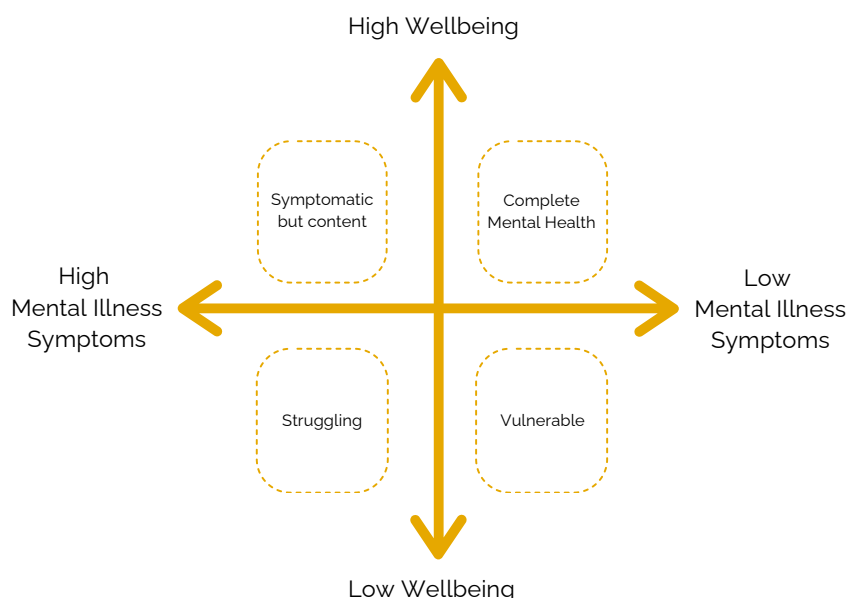 High Wellbeing
Symptomatic
but content
Complete
Mental Health
High
Mental Illness
Symptoms
Low
Mental Illness
Symptoms
Struggling
Vulnerable
Low Wellbeing